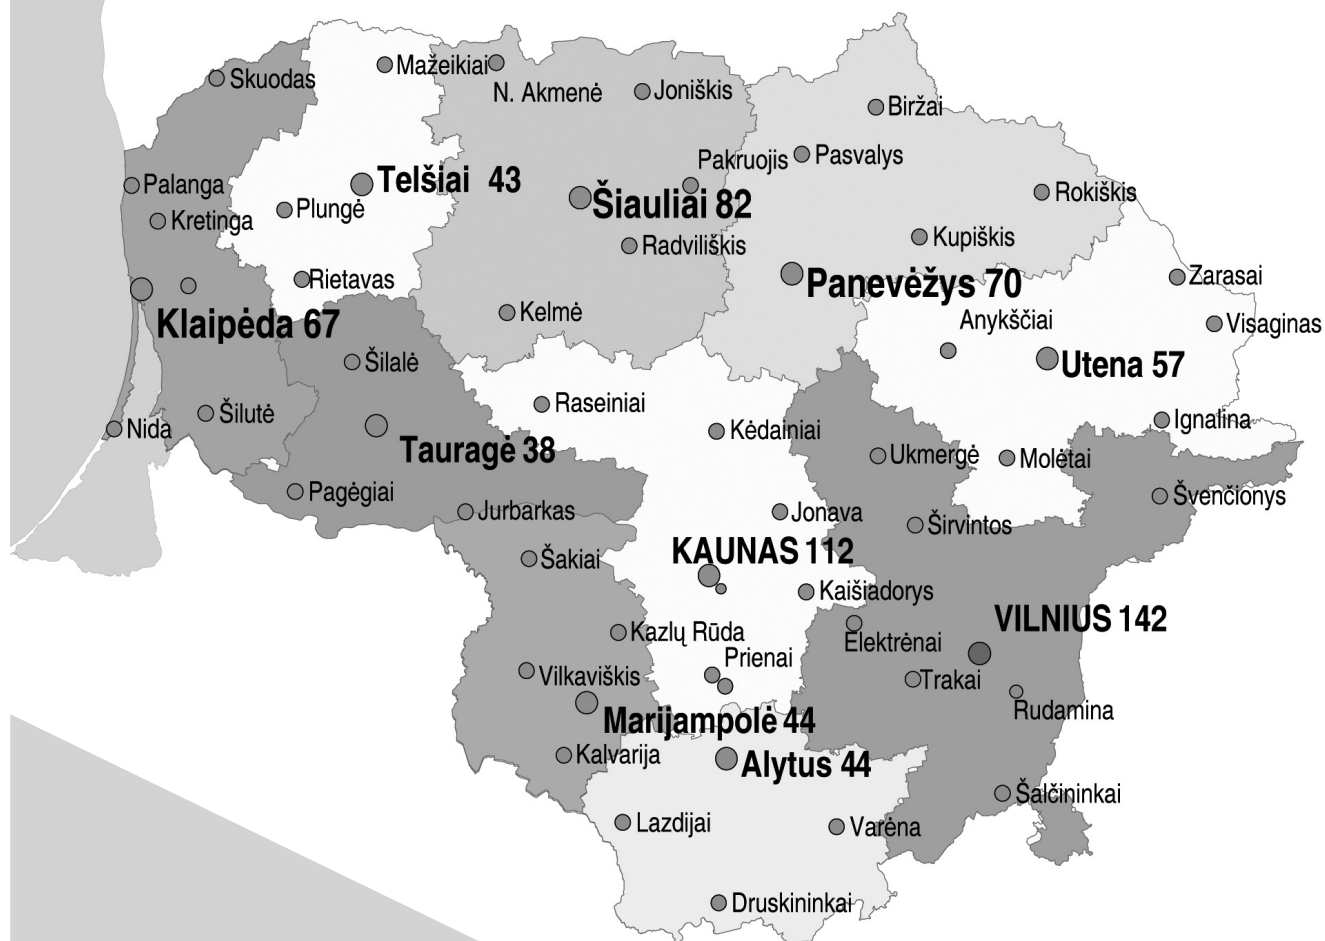 Mažeikiai
Skuodas
N. Akmenė
Joniškis
Biržai
Pakruojis
Pasvalys
Palanga
Telšiai 43
Šiauliai 82
Rokiškis
Plungė
Kretinga
Radviliškis
Kupiškis
Rietavas
Panevėžys 70
Zarasai
Klaipėda 67
Kelmė
Anykščiai
Visaginas
Šilalė
Utena 57
Šilutė
Raseiniai
Nida
Kėdainiai
Ignalina
Tauragė 38
Ukmergė
Molėtai
Pagėgiai
Švenčionys
Jurbarkas
Jonava
Širvintos
KAUNAS 112
Šakiai
Kaišiadorys
VILNIUS 142
Kazlų Rūda
Elektrėnai
Prienai
Vilkaviškis
Trakai
Rudamina
Marijampolė 44
Kalvarija
Alytus 44
Šalčininkai
Lazdijai
Varėna
Druskininkai